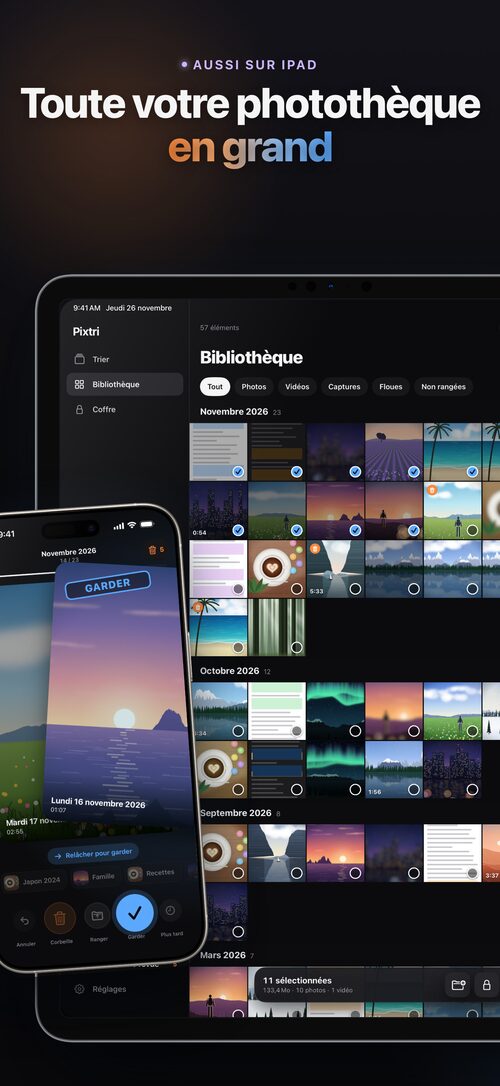 AUSSI SUR IPAD
Toute votre photothèque
en grand
9:41 AM Jeudi 26 novembre
Pixtri
Trier
Bibliothèque
Coffre
Réglages
57 éléments
Bibliothèque
Tout
Photos
Vidéos
Captures
Floues
Non rangées
Novembre 2026 23
0:54
5:33
Octobre 2026 12
1:56
Septembre 2026 8
3:37
Mars 2026 7
11 sélectionnées
133,4 Mo · 10 photos · 1 vidéo
Novembre 2026
14 / 23
5
GARDER
Lundi 16 novembre 2026
01:07
Mardi 17
02:55
Relâcher pour garder
Japon 2024
Famille
Recettes
Annuler
Corbeille
Ranger
Garder
Plus tard